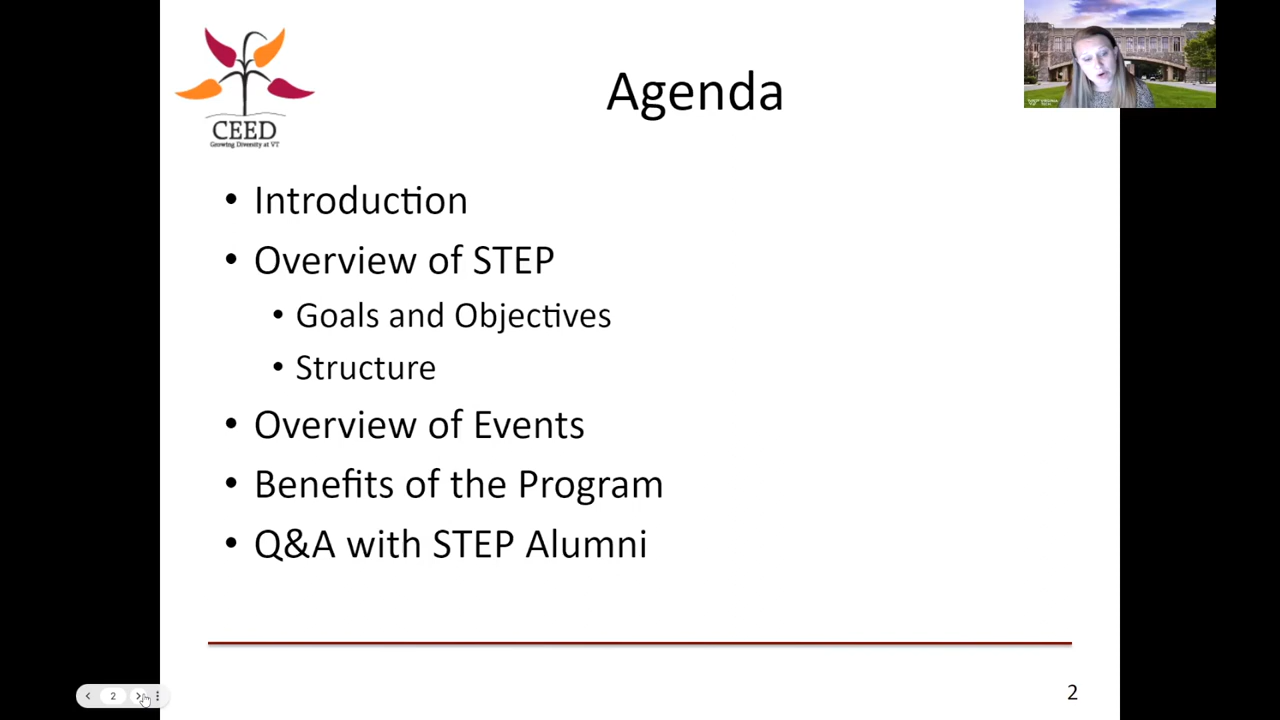 Agenda
CEED
Growing Diversity at VT
• Introduction
• Overview of STEP
• Goals and Objectives
• Structure
• Overview of Events
• Benefits of the Program
• Q&A with STEP Alumni
2
2